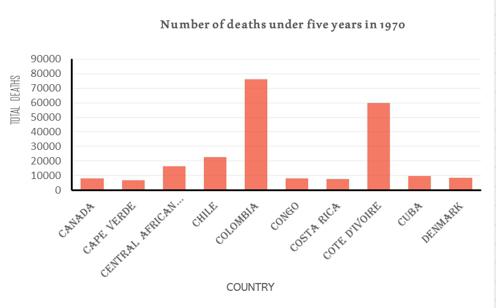 Number of deaths under five years in 1970
TOTAL DEATHS
90000
80000
70000
60000
50000
40000
30000
20000
10000
0
CANADA
CAPE VERDE
CENTRAL AFRICAN...
CHILE
COLOMBIA
CONGO
COSTA RICA
COTE D'IVOIRE
CUBA
DENMARK
COUNTRY